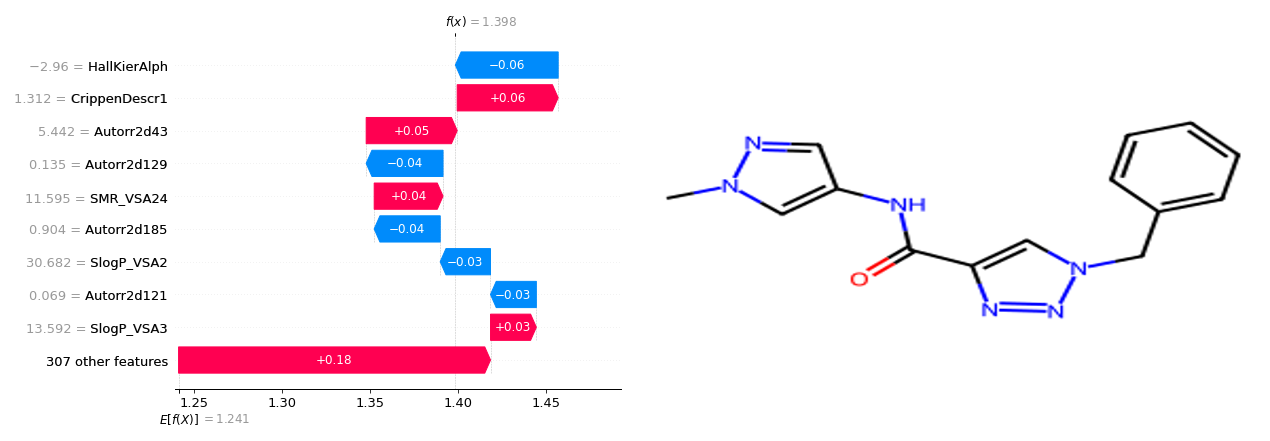 f(x) = 1.398
−2.96 = HallKierAlph
−0.06
1.312 = CrippenDescr1
+0.06
5.442 = Autorr2d43
+0.05
0.135 = Autorr2d129
−0.04
11.595 = SMR_VSA24
+0.04
0.904 = Autorr2d185
−0.04
30.682 = SlogP_VSA2
−0.03
0.069 = Autorr2d121
−0.03
13.592 = SlogP_VSA3
+0.03
307 other features
+0.18
1.25 1.30 1.35 1.40 1.45
E[f(X)] = 1.241
N
N
NH
O
N
N
N